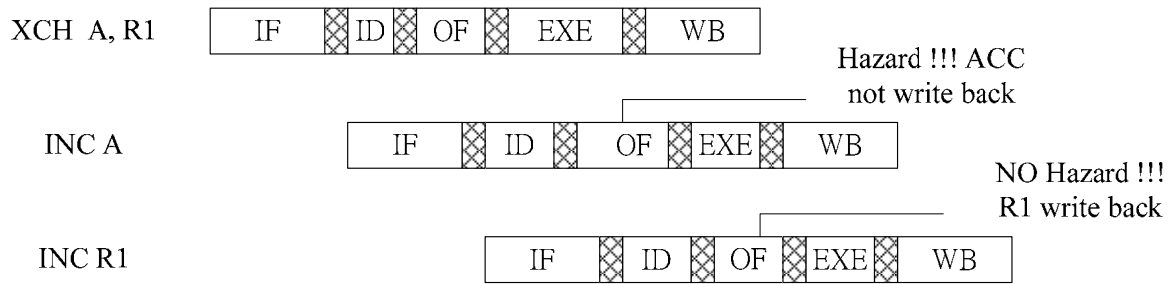 XCH A, R1
IF ID OF EXE WB
Hazard !!! ACC
not write back
INC A
IF ID OF EXE WB
NO Hazard !!!
R1 write back
INC R1
IF ID OF EXE WB